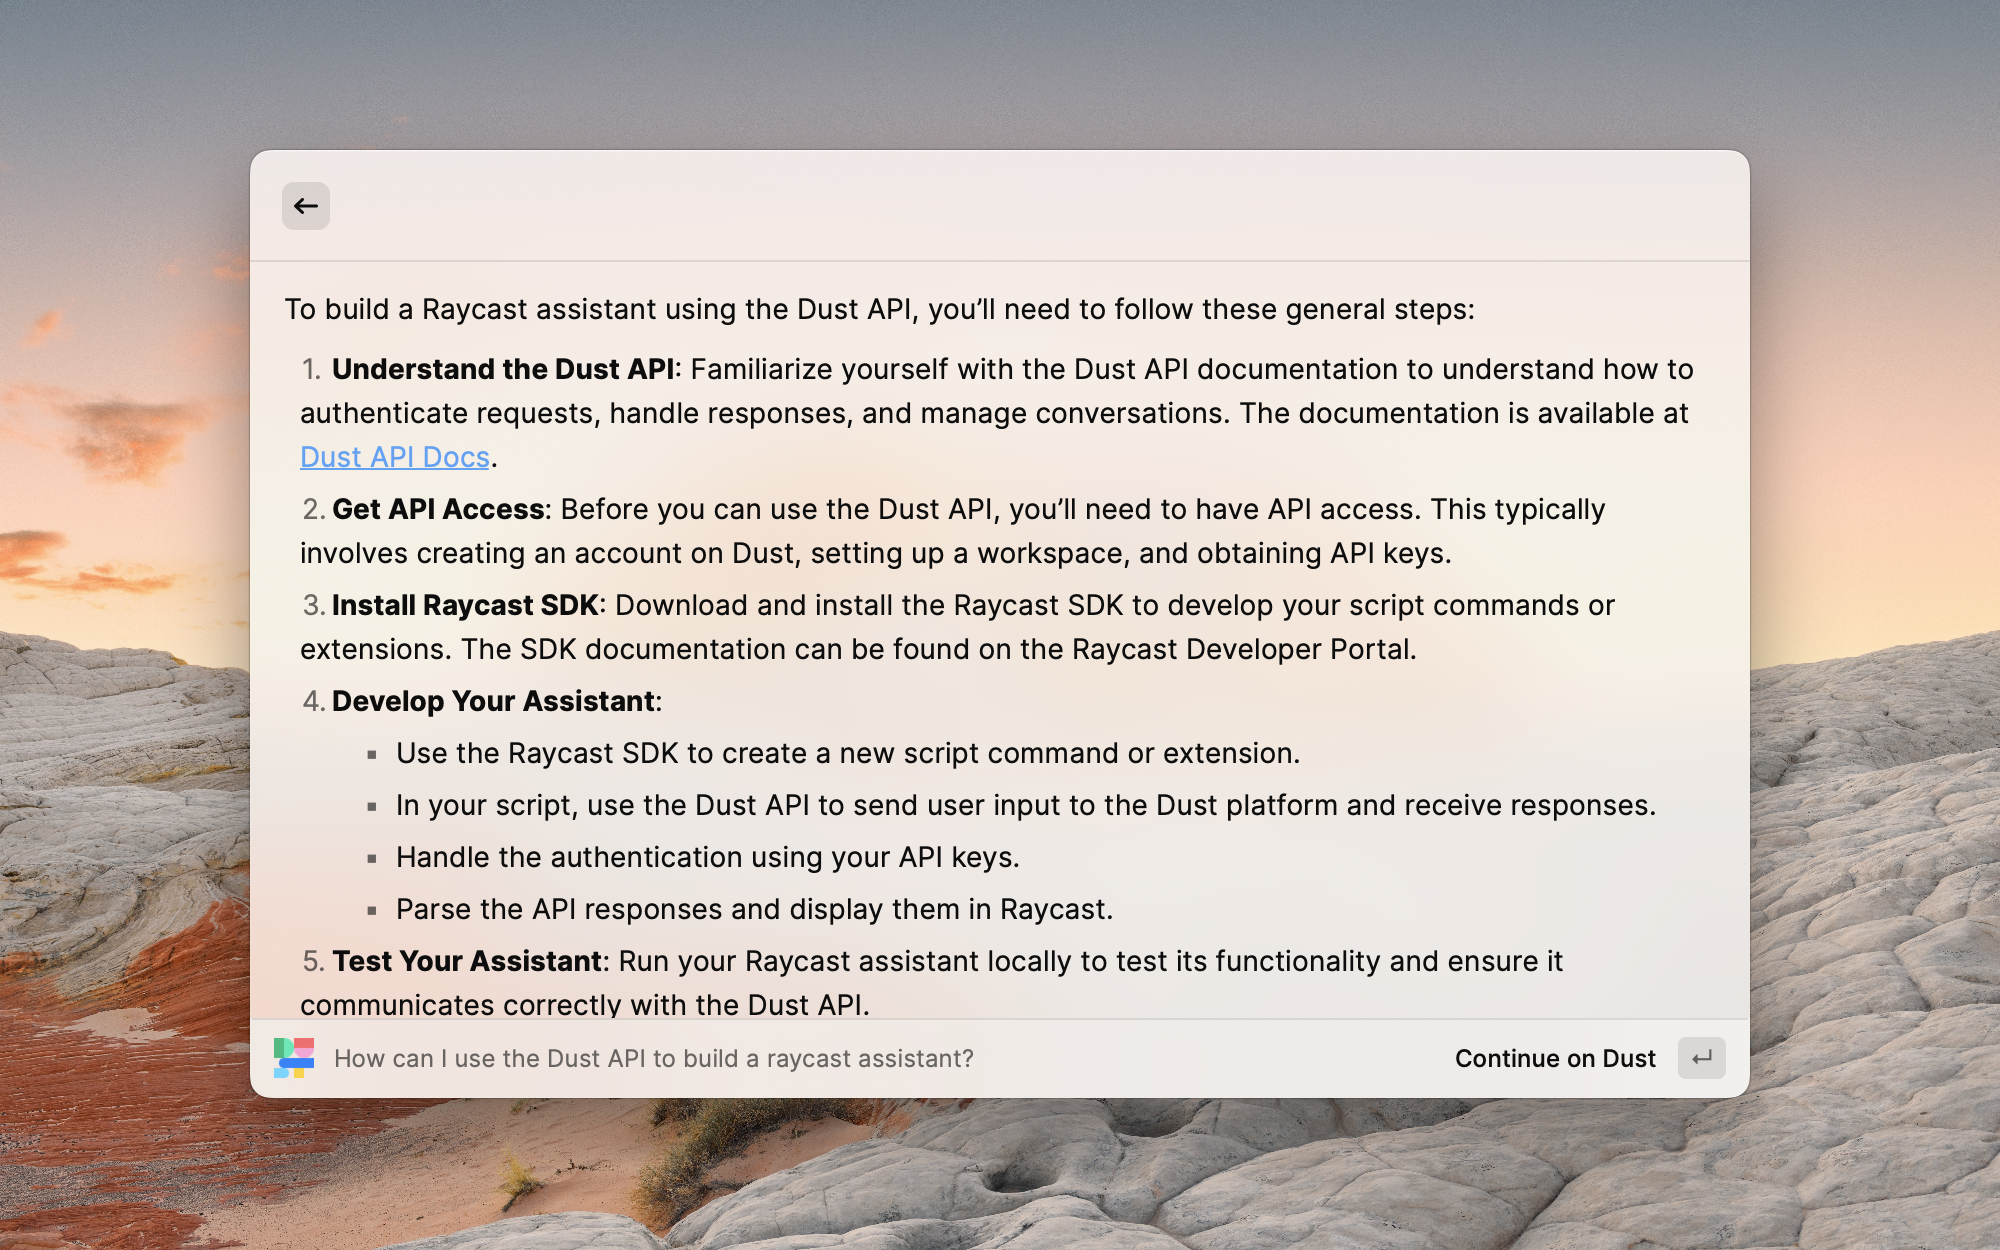 To build a Raycast assistant using the Dust API, you’ll need to follow these general steps:
1. Understand the Dust API: Familiarize yourself with the Dust API documentation to understand how to
authenticate requests, handle responses, and manage conversations. The documentation is available at
Dust API Docs.
2. Get API Access: Before you can use the Dust API, you’ll need to have API access. This typically
involves creating an account on Dust, setting up a workspace, and obtaining API keys.
3. Install Raycast SDK: Download and install the Raycast SDK to develop your script commands or
extensions. The SDK documentation can be found on the Raycast Developer Portal.
4. Develop Your Assistant:
▪ Use the Raycast SDK to create a new script command or extension.
▪ In your script, use the Dust API to send user input to the Dust platform and receive responses.
▪ Handle the authentication using your API keys.
▪ Parse the API responses and display them in Raycast.
5. Test Your Assistant: Run your Raycast assistant locally to test its functionality and ensure it
communicates correctly with the Dust API.
How can I use the Dust API to build a raycast assistant?
Continue on Dust